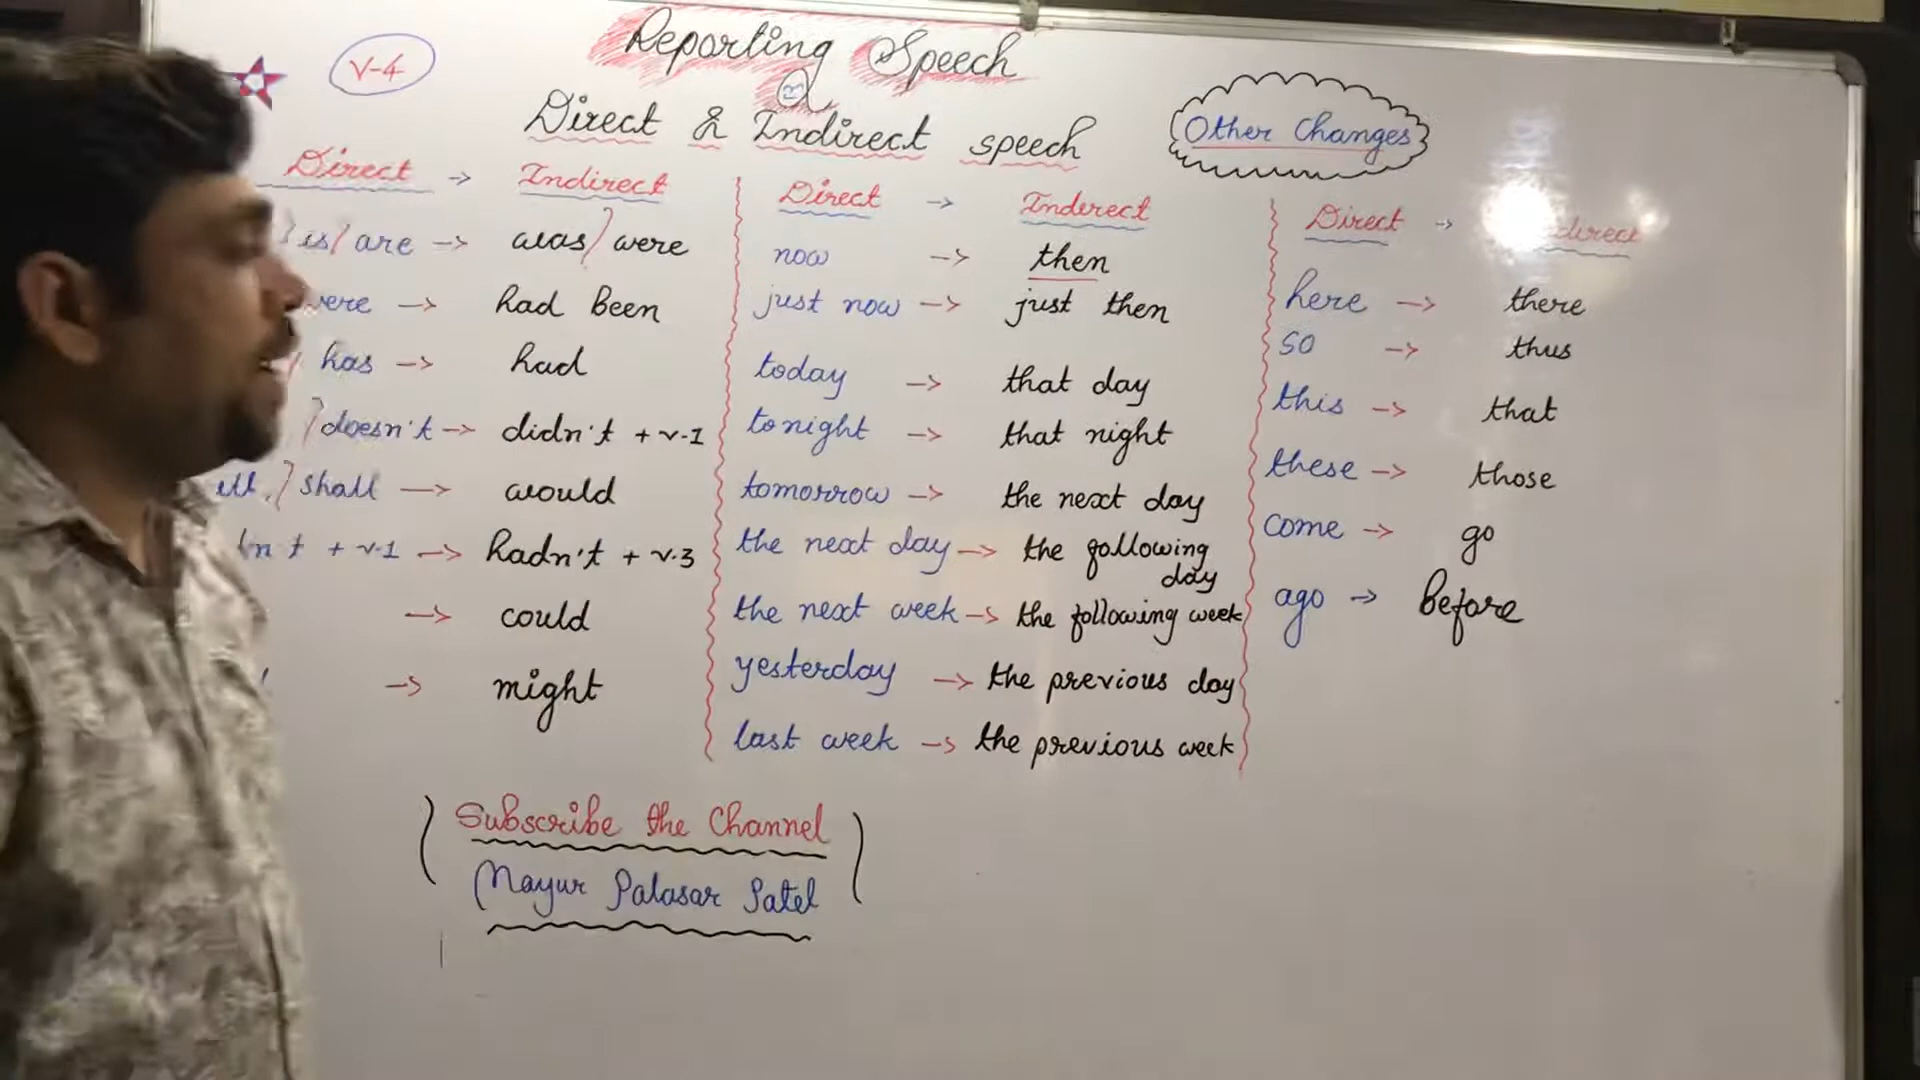 V-4
Reporting Speech
Direct & Indirect speech
Other Changes
Direct → Indirect
is/are → was/were
→ had been
has → had
doesn't → didn't + v-1
shall → would
+ v-1 → hadn't + v-3
→ could
→ might
Direct → Inderect
now → then
just now → just then
today → that day
tonight → that night
tomorrow → the next day
the next day → the following day
the next week → the following week
yesterday → the previous day
last week → the previous week
Direct →
here → there
so → thus
this → that
these → those
come → go
ago → before
Subscribe the Channel
Mayur Palasar Patel